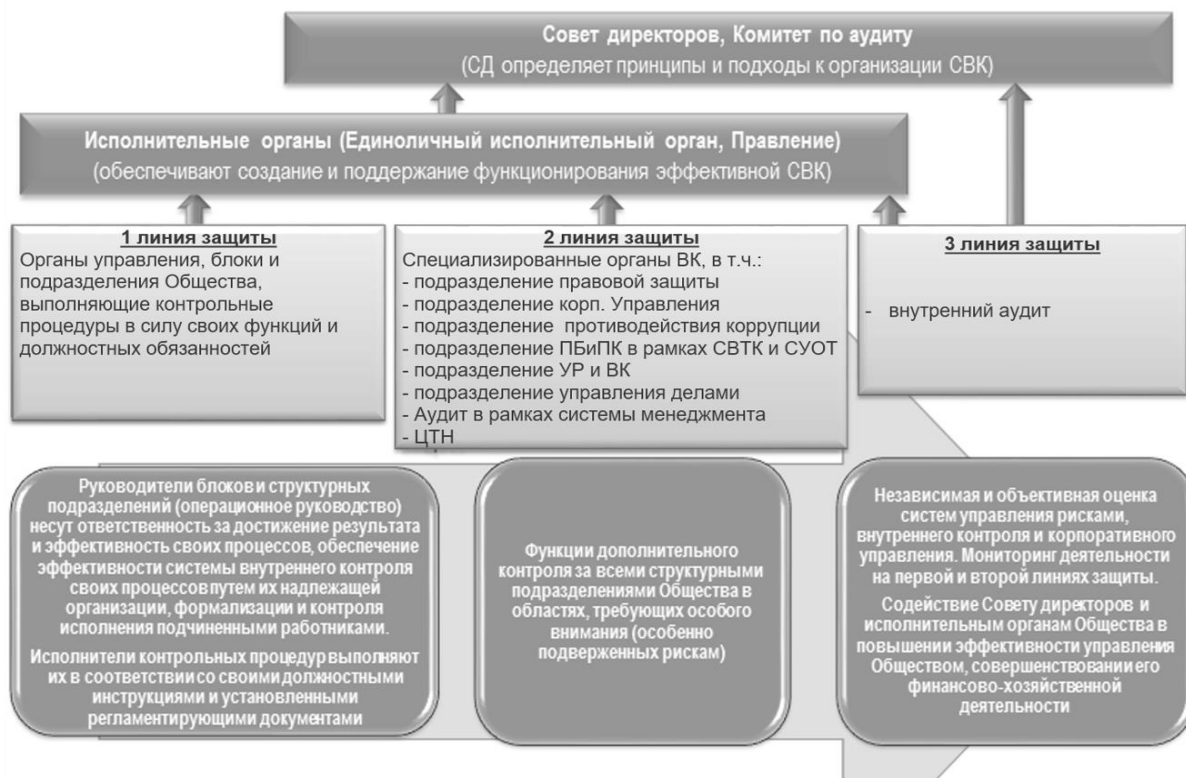 Совет директоров, Комитет по аудиту
(СД определяет принципы и подходы к организации СВК)
Исполнительные органы (Единоличный исполнительный орган, Правление)
(обеспечивают создание и поддержание функционирования эффективной СВК)
1 линия защиты
Органы управления, блоки и
подразделения Общества,
выполняющие контрольные
процедуры в силу своих функций и
должностных обязанностей
2 линия защиты
Специализированные органы ВК, в т.ч.:
- подразделение правовой защиты
- подразделение корп. Управления
- подразделение противодействия коррупции
- подразделение ПБиПК в рамках СВТК и СУОТ
- подразделение УР и ВК
- подразделение управления делами
- Аудит в рамках системы менеджмента
- ЦТН
3 линия защиты
- внутренний аудит
Руководители блоков и структурных
подразделений (операционное руководство)
несут ответственность за достижение результата
и эффективность своих процессов, обеспечение
эффективности системы внутреннего контроля
своих процессов путем их надлежащей
организации, формализации и контроля
исполнения подчиненными работниками.
Исполнители контрольных процедур выполняют
их в соответствии со своими должностными
инструкциями и установленными
регламентирующими документами
Функции дополнительного
контроля за всеми структурными
подразделениями Общества в
областях, требующих особого
внимания (особенно
подверженных рискам)
Независимая и объективная оценка
систем управления рисками,
внутреннего контроля и корпоративного
управления. Мониторинг деятельности
на первой и второй линиях защиты.
Содействие Совету директоров и
исполнительным органам Общества в
повышении эффективности управления
Обществом, совершенствовании его
финансово-хозяйственной
деятельности